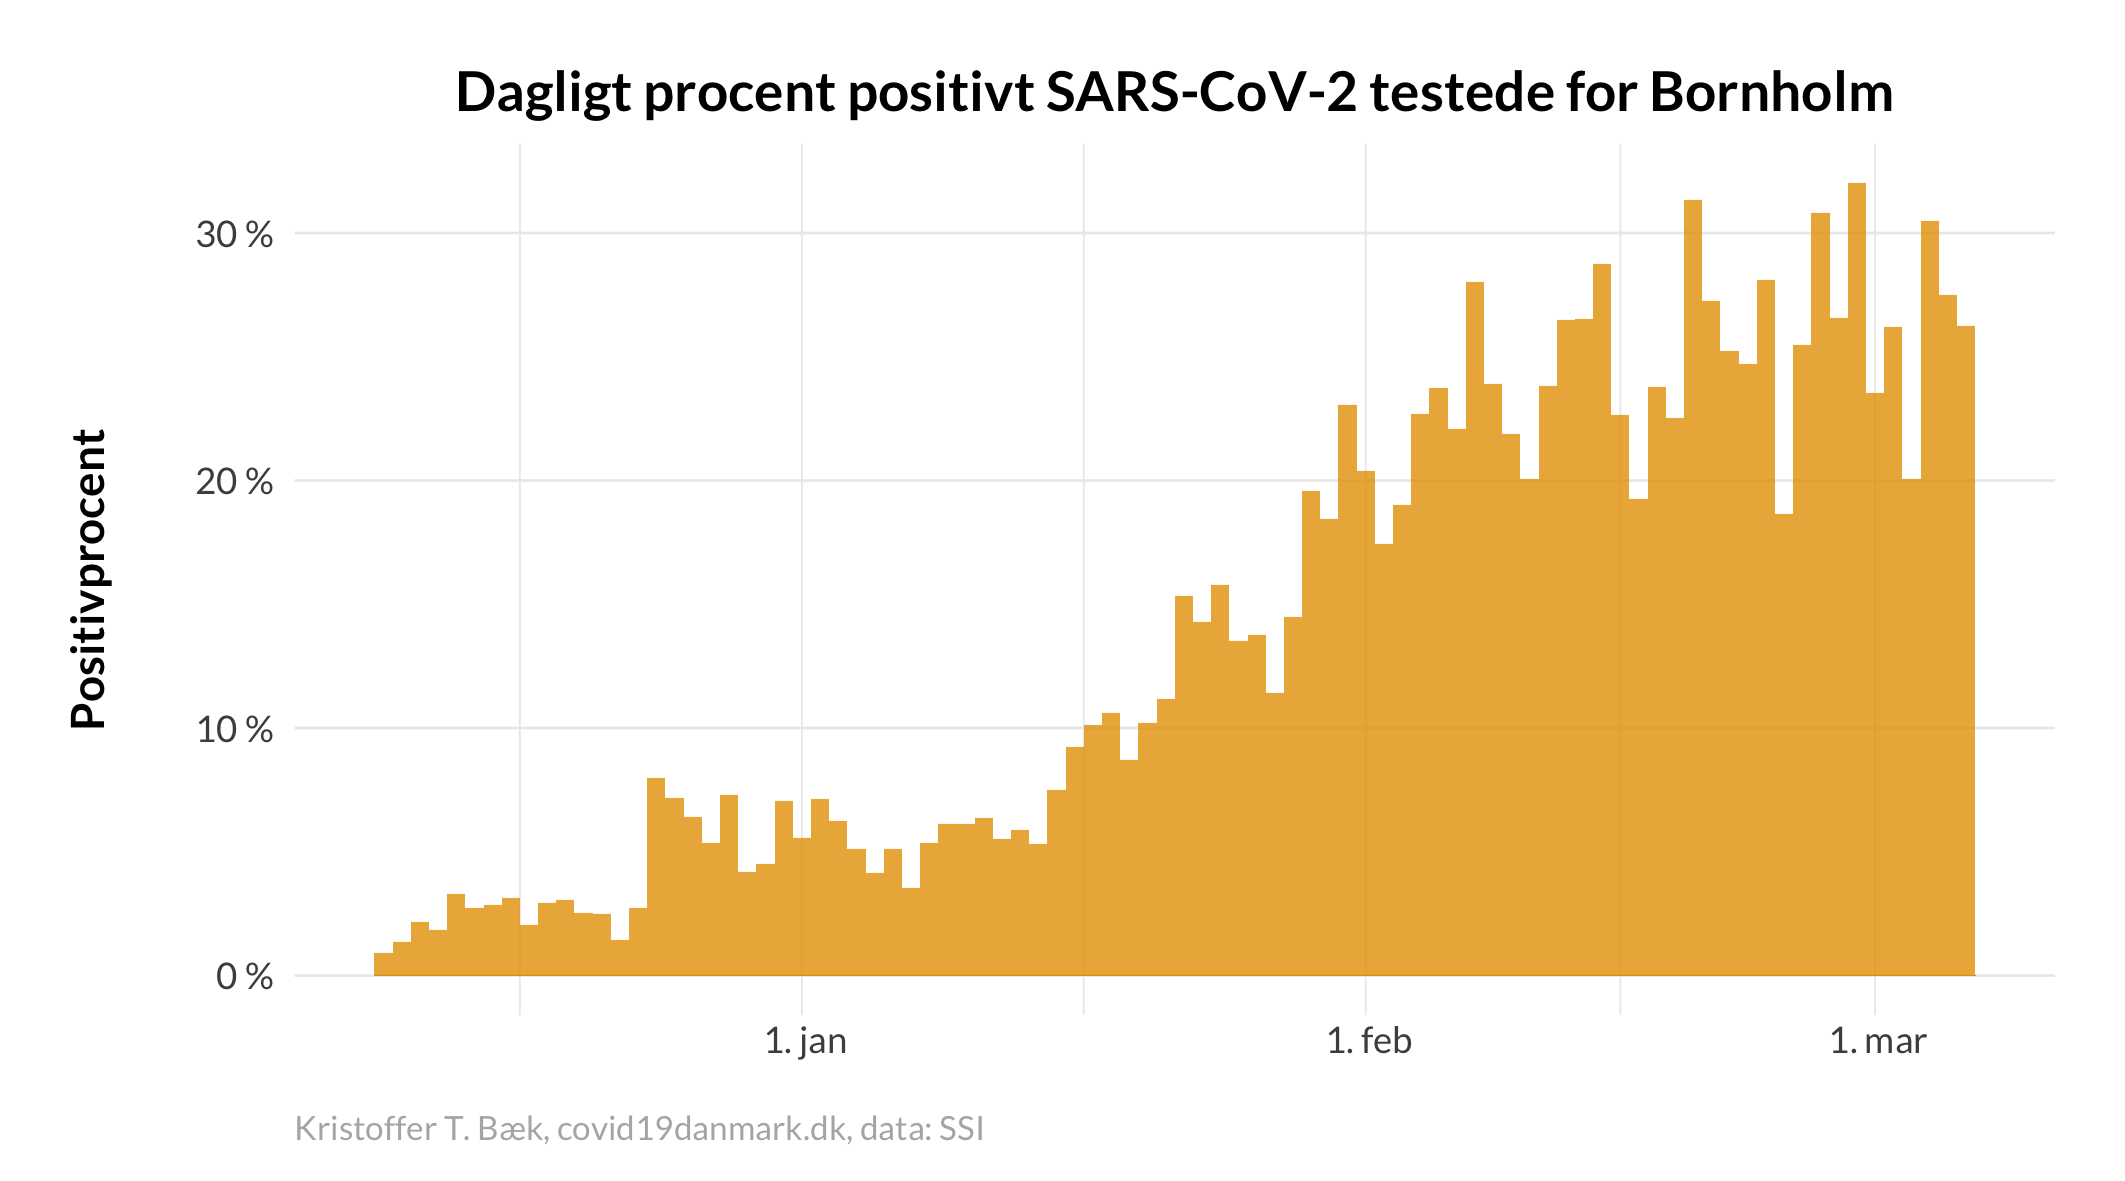 Dagligt procent positivt SARS-CoV-2 testede for Bornholm
Positivprocent
30 %
20 %
10 %
0 %
1. jan
1. feb
1. mar
Kristoffer T. Bæk, covid19danmark.dk, data: SSI